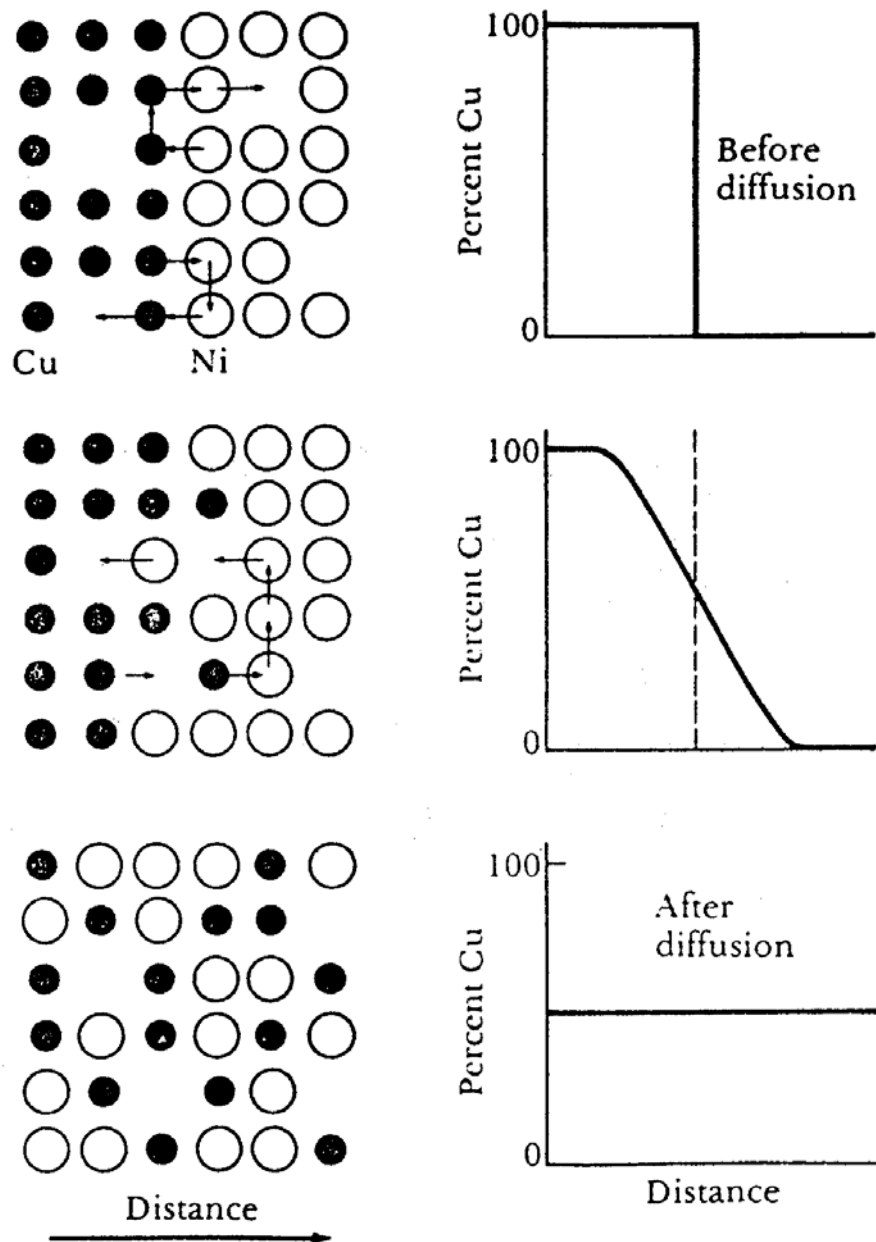 100
Percent Cu
Before
diffusion
0
Cu
Ni
100
Percent Cu
0
100
After
diffusion
Percent Cu
0
Distance
Distance